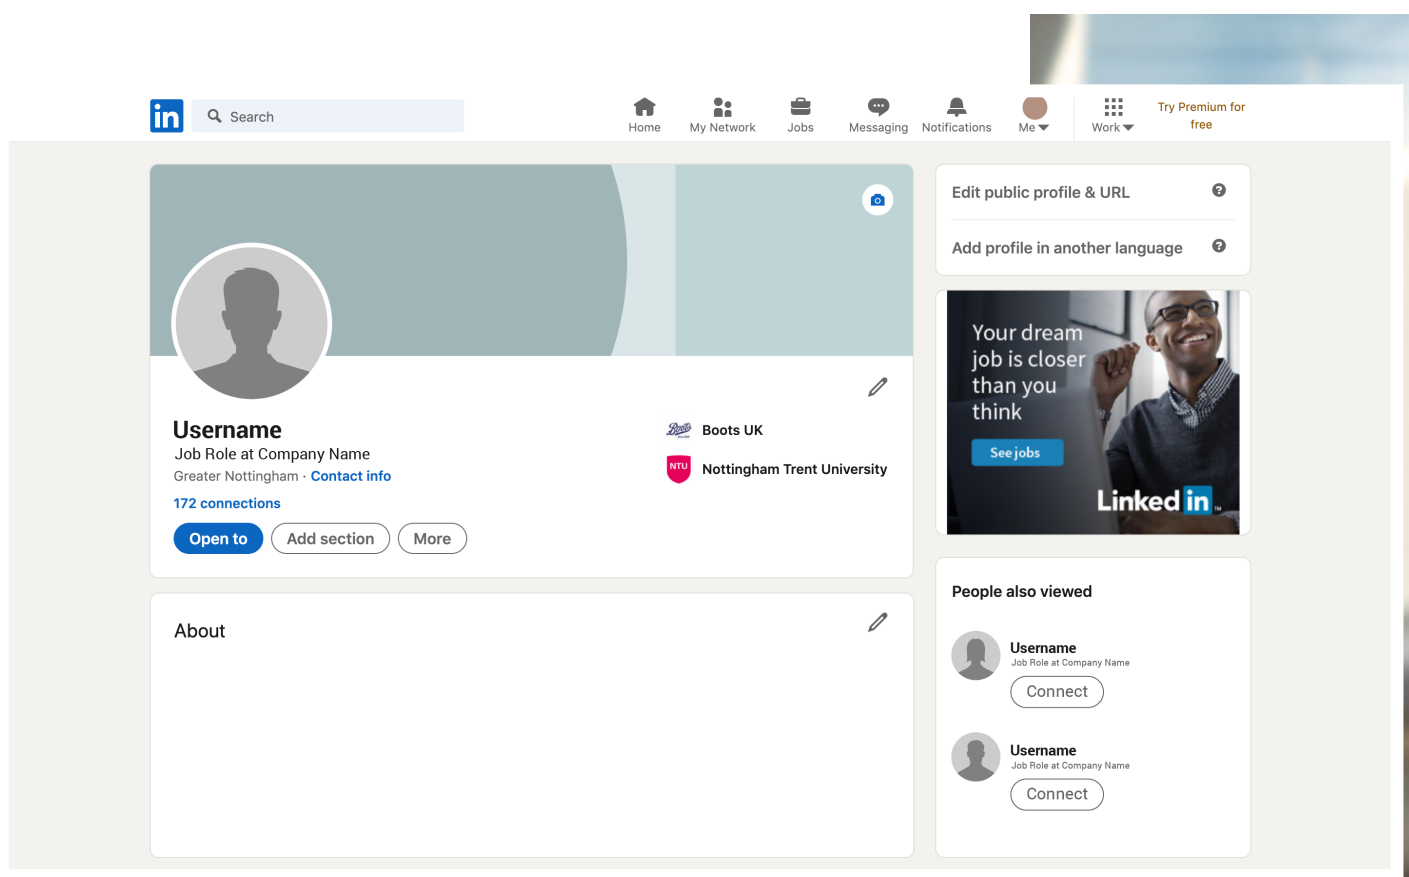 in
Search
Home
My Network
Jobs
Messaging
Notifications
Me
Work
Try Premium for
free
Edit public profile & URL
Add profile in another language
Your dream
job is closer
than you
think
See jobs
Linked in
Username
Job Role at Company Name
Greater Nottingham · Contact info
172 connections
Open to
Add section
More
Boots
Boots UK
NTU
Nottingham Trent University
About
People also viewed
Username
Job Role at Company Name
Connect
Username
Job Role at Company Name
Connect